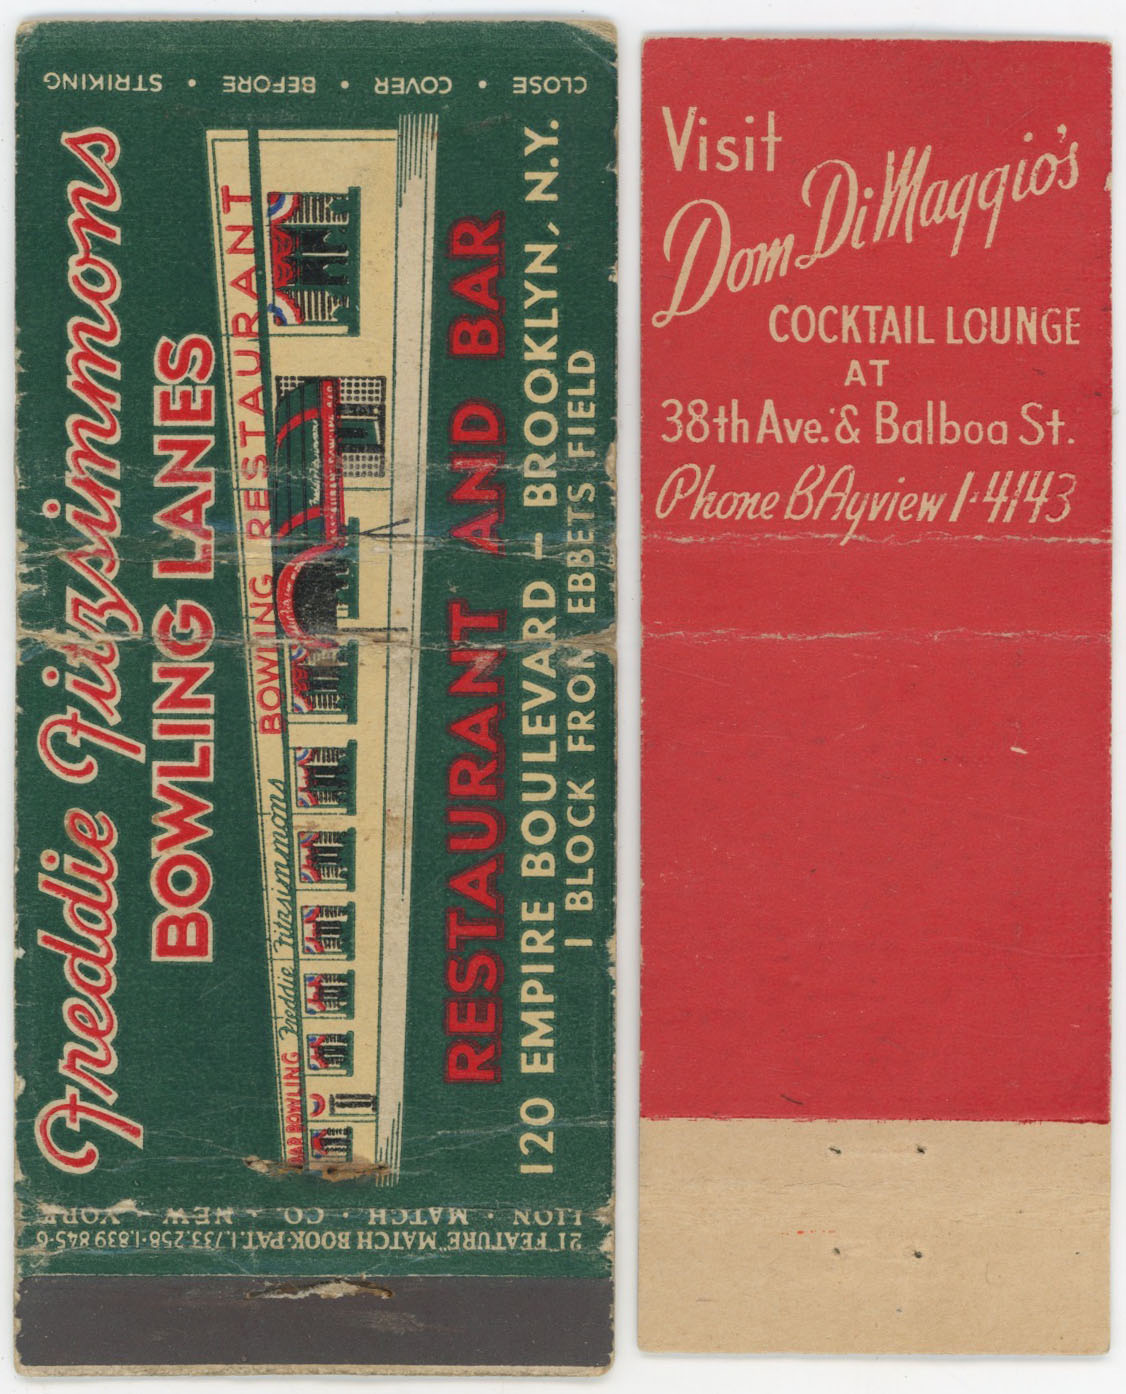 CLOSE • COVER • BEFORE • STRIKING
Freddie Fitzsimmons
BOWLING LANES
BOWLING RESTAURANT
BAR BOWLING Freddie Fitzsimmons
RESTAURANT AND BAR
120 EMPIRE BOULEVARD – BROOKLYN, N.Y.
1 BLOCK FROM EBBETS FIELD
LION • MATCH • CO • NEW • YORK
21 FEATURE" MATCH BOOK•PAT.1.733.258•1.839.845-6
Visit
Dom DiMaggio's
COCKTAIL LOUNGE
AT
38th Ave. & Balboa St.
Phone BAyview 1-4143